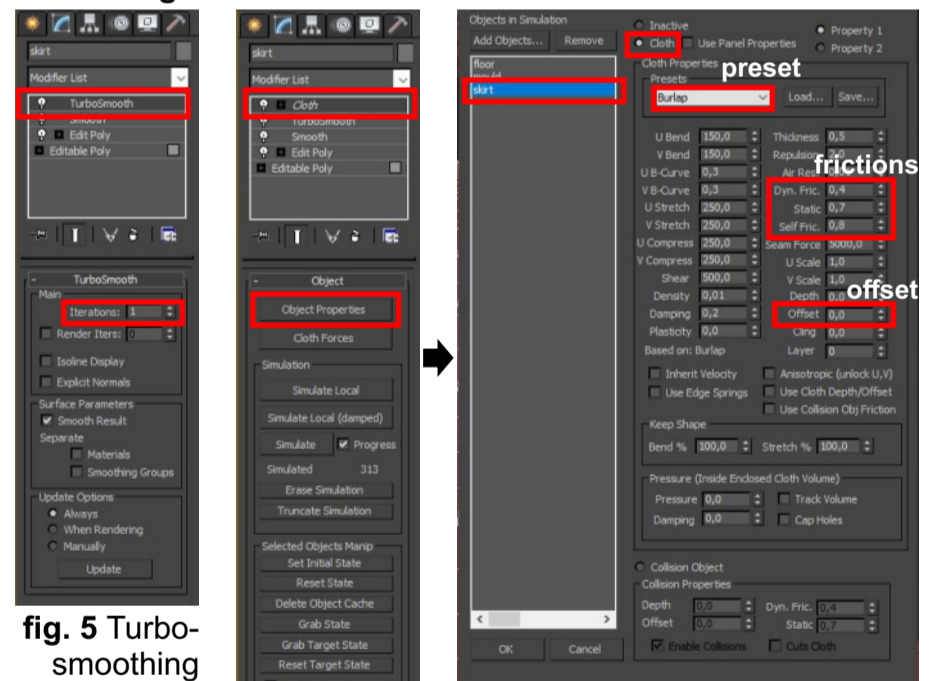 skirt
Modifier List
TurboSmooth
Smooth
Edit Poly
Editable Poly
TurboSmooth
Main
Iterations: 1
Render Iters: 0
Isoline Display
Explicit Normals
Surface Parameters
Smooth Result
Separate
Materials
Smoothing Groups
Update Options
Always
When Rendering
Manually
Update
fig. 5 Turbo-
smoothing
skirt
Modifier List
Cloth
TurboSmooth
Smooth
Edit Poly
Editable Poly
Object
Object Properties
Cloth Forces
Simulation
Simulate Local
Simulate Local (damped)
Simulate Progress
Simulated 313
Erase Simulation
Truncate Simulation
Selected Objects Manip
Set Initial State
Reset State
Delete Object Cache
Grab State
Grab Target State
Reset Target State
Objects in Simulation
Add Objects... Remove
floor
mould
skirt
OK Cancel
Inactive Property 1
Cloth Use Panel Properties Property 2
Cloth Properties
Presets preset
Burlap Load... Save...
U Bend 150,0 Thickness 0,5
V Bend 150,0 Repulsion 2,0
U B-Curve 0,3 Air Res.
frictions
V B-Curve 0,3 Dyn. Fric. 0,4
U Stretch 250,0 Static 0,7
V Stretch 250,0 Self Fric. 0,8
U Compress 250,0 Seam Force 5000,0
V Compress 250,0 U Scale 1,0
Shear 500,0 V Scale 1,0
Density 0,01 Depth 0,0
offset
Damping 0,2 Offset 0,0
Plasticity 0,0 Cling 0,0
Based on: Burlap Layer 0
Inherit Velocity Anisotropic (unlock U,V)
Use Edge Springs Use Cloth Depth/Offset
Use Collision Obj Friction
Keep Shape
Bend % 100,0 Stretch % 100,0
Pressure (Inside Enclosed Cloth Volume)
Pressure 0,0 Track Volume
Damping 0,0 Cap Holes
Collision Object
Collision Properties
Depth 0,0 Dyn. Fric. 0,4
Offset 0,0 Static 0,7
Enable Collisions Cuts Cloth